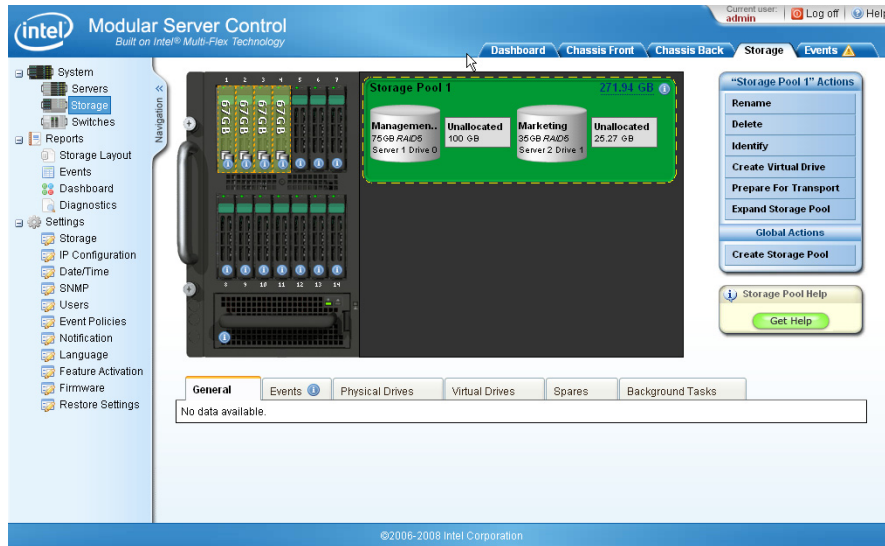 Current user:
admin
Log off
Help
intel
Modular Server Control
Built on Intel® Multi-Flex Technology
Dashboard
Chassis Front
Chassis Back
Storage
Events
System
Servers
Storage
Switches
Reports
Storage Layout
Events
Dashboard
Diagnostics
Settings
Storage
IP Configuration
Date/Time
SNMP
Users
Event Policies
Notification
Language
Feature Activation
Firmware
Restore Settings
Navigation
1 2 3 4 5 6 7
67GB 67GB 67GB 67GB
8 9 10 11 12 13 14
Storage Pool 1
271.94 GB
Managemen..
75GB RAID5
Server 1 Drive 0
Unallocated
100 GB
Marketing
35GB RAID5
Server 2 Drive 1
Unallocated
25.27 GB
"Storage Pool 1" Actions
Rename
Delete
Identify
Create Virtual Drive
Prepare For Transport
Expand Storage Pool
Global Actions
Create Storage Pool
Storage Pool Help
Get Help
General
Events
Physical Drives
Virtual Drives
Spares
Background Tasks
No data available.
©2006-2008 Intel Corporation